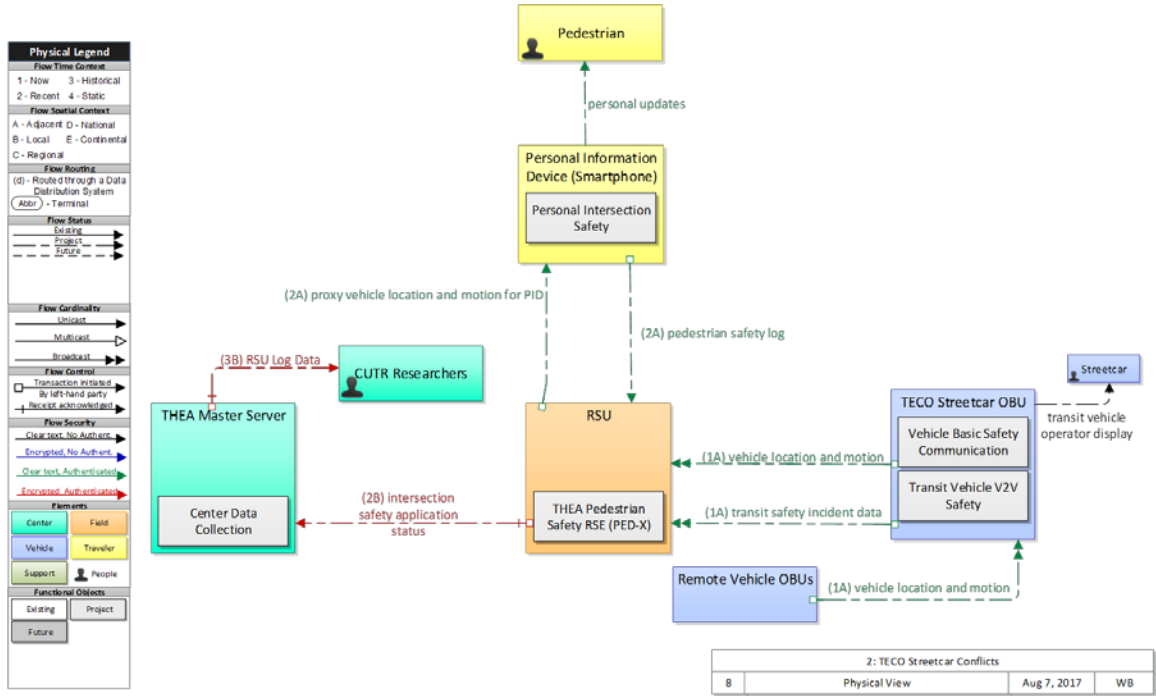 Physical Legend
Flow Time Context
1 - Now 3 - Historical
2 - Recent 4 - Static
Flow Spatial Context
A - Adjacent D - National
B - Local E - Continental
C - Regional
Flow Routing
(d) - Routed through a Data
Distribution System
Abbr - Terminal
Flow Status
Existing
Project
Future
Flow Cardinality
Unicast
Multicast
Broadcast
Flow Control
Transaction initiated
By left-hand party
Receipt acknowledged
Flow Security
Clear text, No Authent.
Encrypted, No Authent.
Clear text, Authenticated
Encrypted, Authenticated
Elements
Center Field
Vehicle Traveler
Support People
Functional Objects
Existing Project
Future
Pedestrian
personal updates
Personal Information
Device (Smartphone)
Personal Intersection
Safety
(2A) proxy vehicle location and motion for PID
(2A) pedestrian safety log
(3B) RSU Log Data
CUTR Researchers
THEA Master Server
Center Data
Collection
(2B) intersection
safety application
status
RSU
THEA Pedestrian
Safety RSE (PED-X)
(1A) vehicle location and motion
(1A) transit safety incident data
TECO Streetcar OBU
Vehicle Basic Safety
Communication
Transit Vehicle V2V
Safety
Streetcar
transit vehicle
operator display
Remote Vehicle OBUs
(1A) vehicle location and motion
2: TECO Streetcar Conflicts
8 Physical View Aug 7, 2017 WB